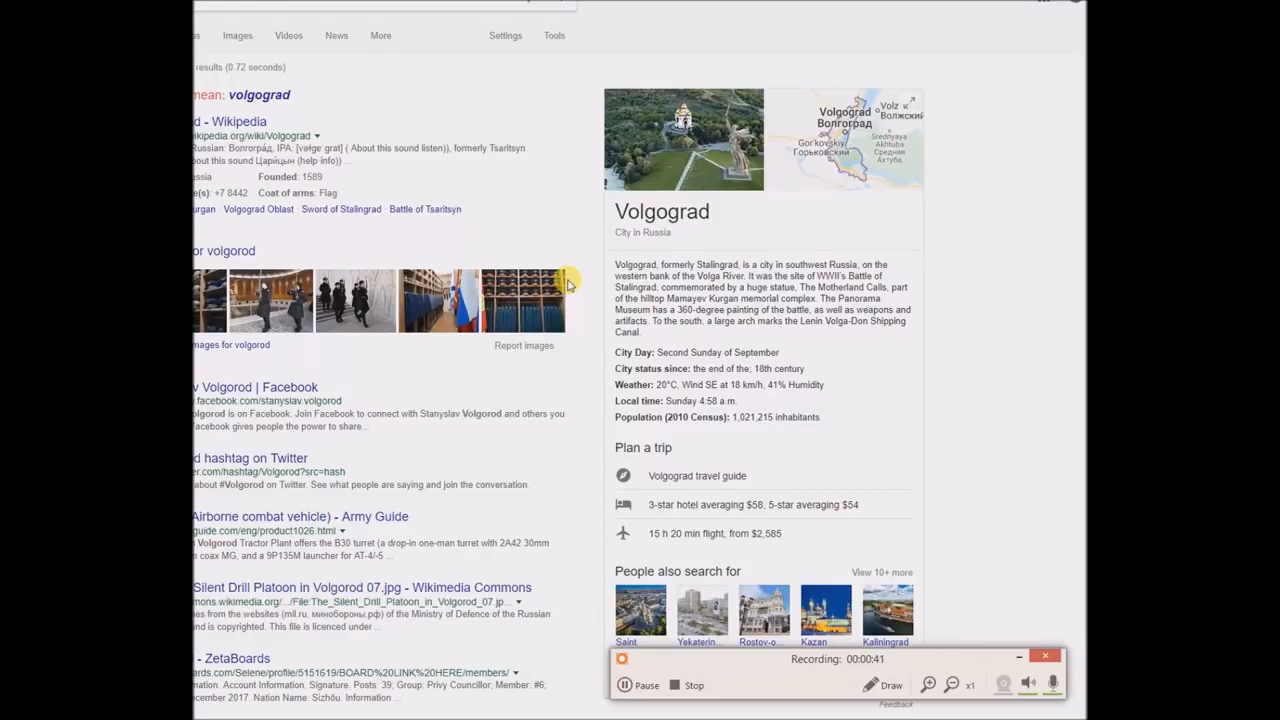 Images Videos News More Settings Tools
results (0.72 seconds)
mean: volgograd
d - Wikipedia
ikipedia.org/wiki/Volgograd
Russian: Волгогра́д, IPA: [vəɫɡɐˈɡrat] ( About this sound listen)), formerly Tsaritsyn
bout this sound Цари́цын (help·info) ...
ssia Founded: 1589
e(s): +7 8442 Coat of arms: Flag
urgan · Volgograd Oblast · Sword of Stalingrad · Battle of Tsaritsyn
or volgorod
mages for volgorod Report images
v Volgorod | Facebook
.facebook.com/stanyslav.volgorod
olgorod is on Facebook. Join Facebook to connect with Stanyslav Volgorod and others you
Facebook gives people the power to share...
d hashtag on Twitter
er.com/hashtag/Volgorod?src=hash
about #Volgorod on Twitter. See what people are saying and join the conversation.
Airborne combat vehicle) - Army Guide
guide.com/eng/product1026.html
Volgorod Tractor Plant offers the B30 turret (a drop-in one-man turret with 2A42 30mm
coax MG, and a 9P135M launcher for AT-4/-5 ...
Silent Drill Platoon in Volgorod 07.jpg - Wikimedia Commons
mons.wikimedia.org/.../File:The_Silent_Drill_Platoon_in_Volgorod_07.jp...
es from the websites (mil.ru, минобороны.рф) of the Ministry of Defence of the Russian
nd is copyrighted. This file is licenced under ...
- ZetaBoards
ards.com/Selene/profile/5151619/BOARD%20LINK%20HERE/members/
mation. Account Information, Signature. Posts: 39; Group: Privy Councillor, Member: #6;
cember 2017. Nation Name: Sizhōu. Information ...
Volgograd
Волгоград
Volz
Волжский
Gor'kovskiy
Горьковский
Srednyaya
Akhtuba
Средняя
Ахтуба
Volgograd
City in Russia
Volgograd, formerly Stalingrad, is a city in southwest Russia, on the
western bank of the Volga River. It was the site of WWII's Battle of
Stalingrad, commemorated by a huge statue, The Motherland Calls, part
of the hilltop Mamayev Kurgan memorial complex. The Panorama
Museum has a 360-degree painting of the battle, as well as weapons and
artifacts. To the south, a large arch marks the Lenin Volga-Don Shipping
Canal.
City Day: Second Sunday of September
City status since: the end of the; 18th century
Weather: 20°C, Wind SE at 18 km/h, 41% Humidity
Local time: Sunday 4:58 a.m.
Population (2010 Census): 1,021,215 inhabitants
Plan a trip
Volgograd travel guide
3-star hotel averaging $58, 5-star averaging $54
15 h 20 min flight, from $2,585
People also search for View 10+ more
Saint Yekaterin... Rostov-o... Kazan Kaliningrad
Recording: 00:00:41
Pause Stop Draw x1
Feedback